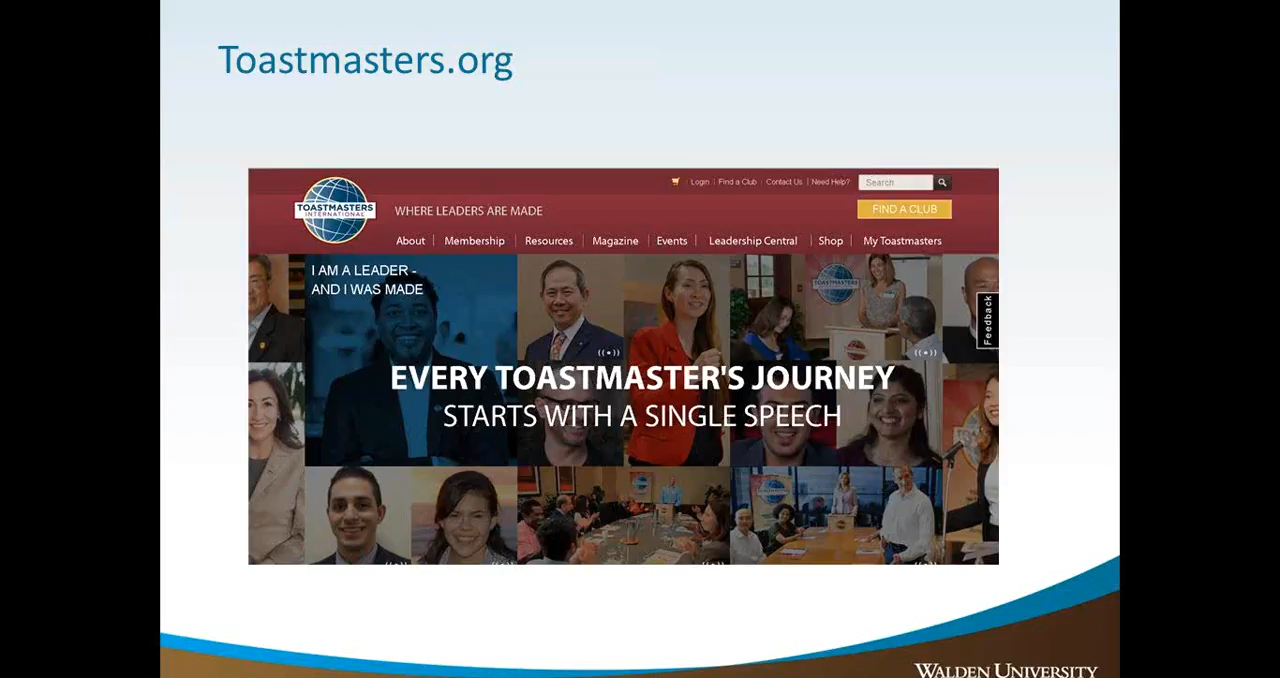 Toastmasters.org
Login | Find a Club | Contact Us | Need Help?
Search
TOASTMASTERS
INTERNATIONAL
WHERE LEADERS ARE MADE
FIND A CLUB
About | Membership | Resources | Magazine | Events | Leadership Central | Shop | My Toastmasters
I AM A LEADER -
AND I WAS MADE
Feedback
EVERY TOASTMASTER'S JOURNEY
STARTS WITH A SINGLE SPEECH
WALDEN UNIVERSITY